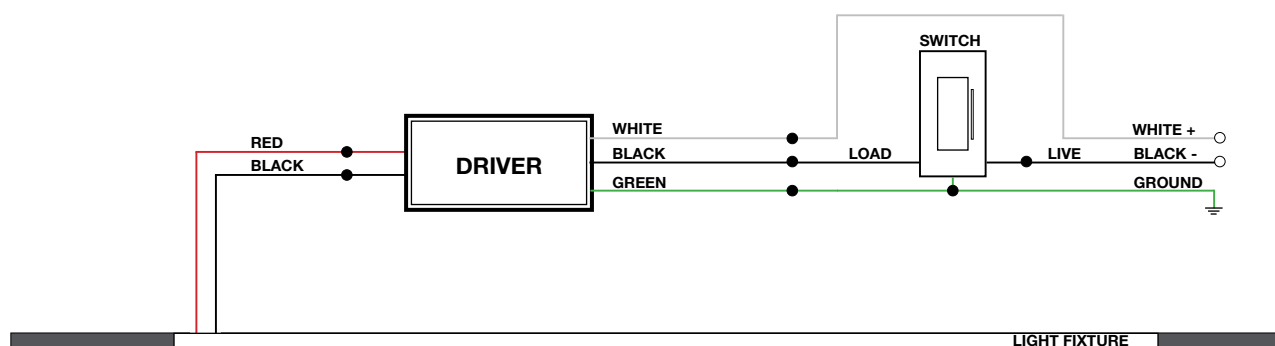 SWITCH
RED
BLACK
DRIVER
WHITE
BLACK
GREEN
LOAD
LIVE
WHITE +
BLACK -
GROUND
LIGHT FIXTURE